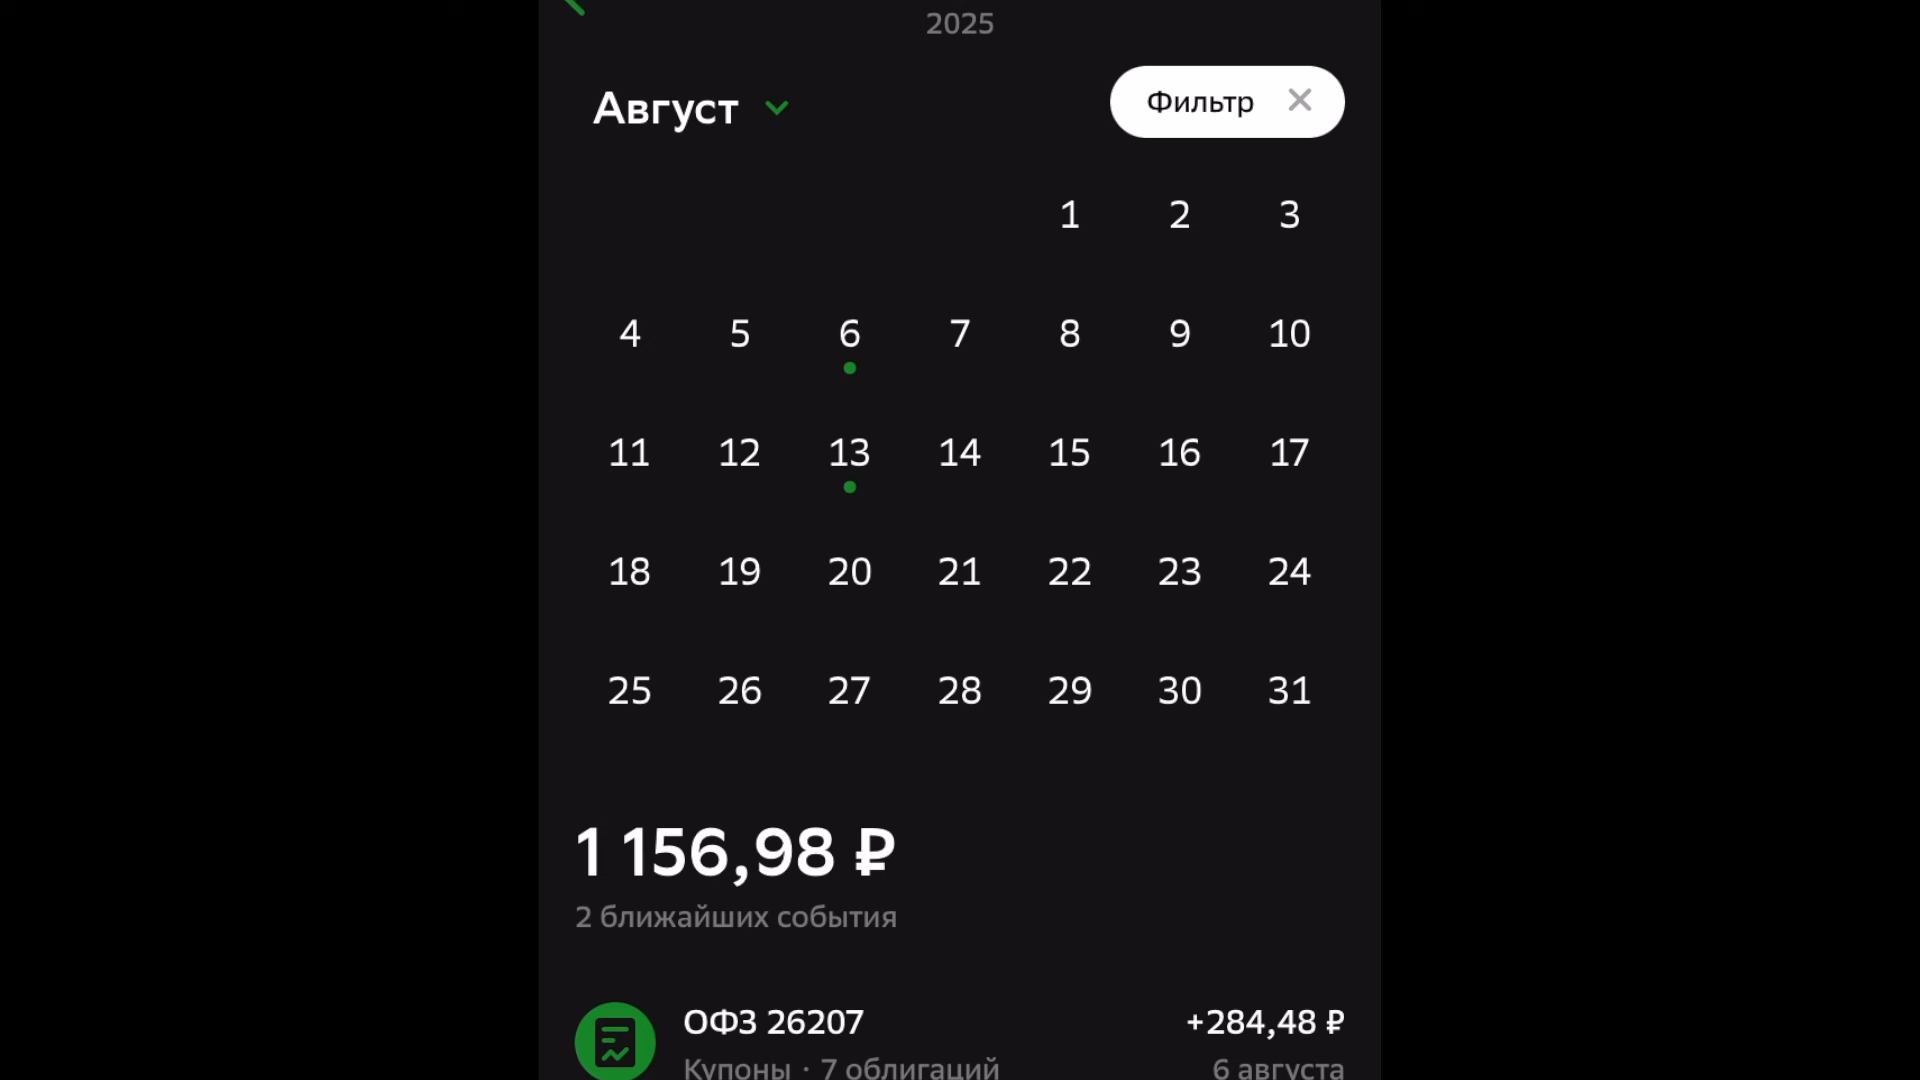 2025
Август
Фильтр
1 2 3
4 5 6 7 8 9 10
11 12 13 14 15 16 17
18 19 20 21 22 23 24
25 26 27 28 29 30 31
1 156,98 ₽
2 ближайших события
ОФЗ 26207 +284,48 ₽
Купоны · 7 облигаций 6 августа